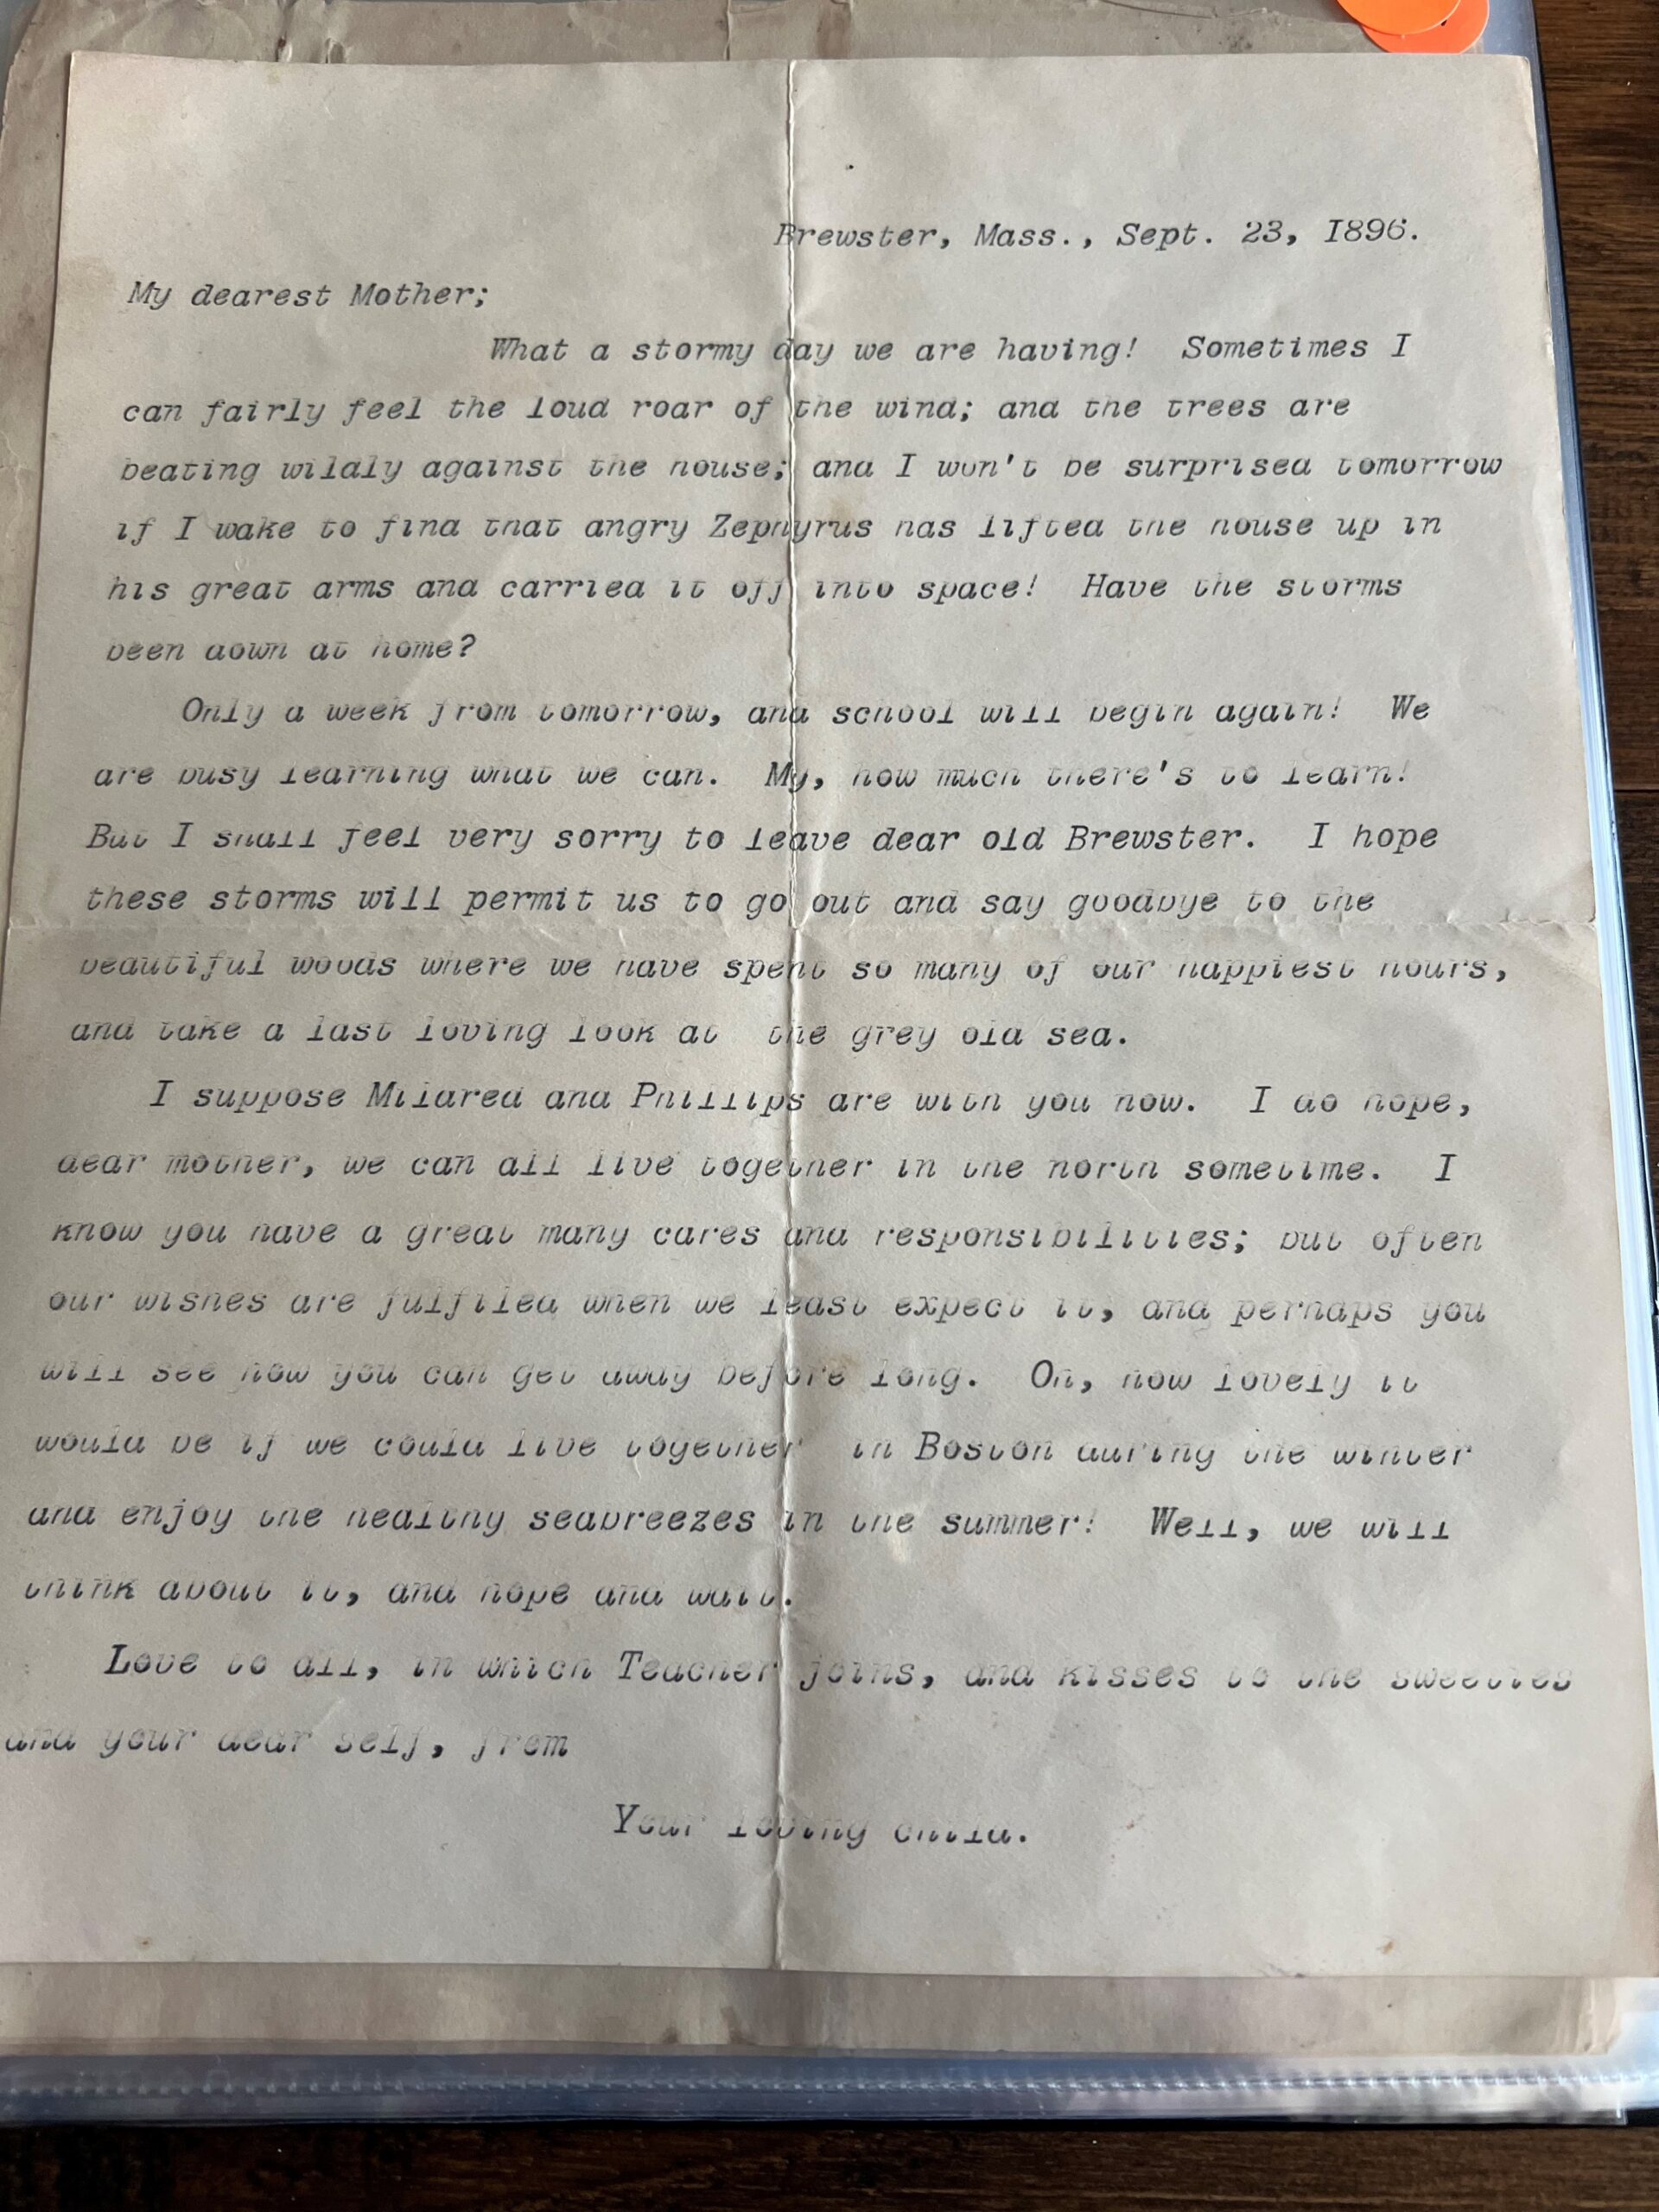 Brewster, Mass., Sept. 23, 1896.
My dearest Mother;
What a stormy day we are having! Sometimes I
can fairly feel the loud roar of the wind; and the trees are
beating wildly against the house; and I won't be surprised tomorrow
if I wake to find that angry Zephyrus has lifted the house up in
his great arms and carried it off into space! Have the storms
been down at home?
Only a week from tomorrow, and school will begin again! We
are busy learning what we can. My, how much there's to learn!
But I shall feel very sorry to leave dear old Brewster. I hope
these storms will permit us to go out and say goodbye to the
beautiful woods where we have spent so many of our happiest hours,
and take a last loving look at the grey old sea.
I suppose Mildred and Phillips are with you now. I do hope,
dear mother, we can all live together in the north sometime. I
know you have a great many cares and responsibilities; but often
our wishes are fulfiled when we least expect it, and perhaps you
will see how you can get away before long. Oh, how lovely it
would be if we could live together in Boston during the winter
and enjoy the healthy seabreezes in the summer! Well, we will
think about it, and hope and wait.
Love to all, in which Teacher joins, and kisses to the sweeties
and your dear self, from
Your loving child.